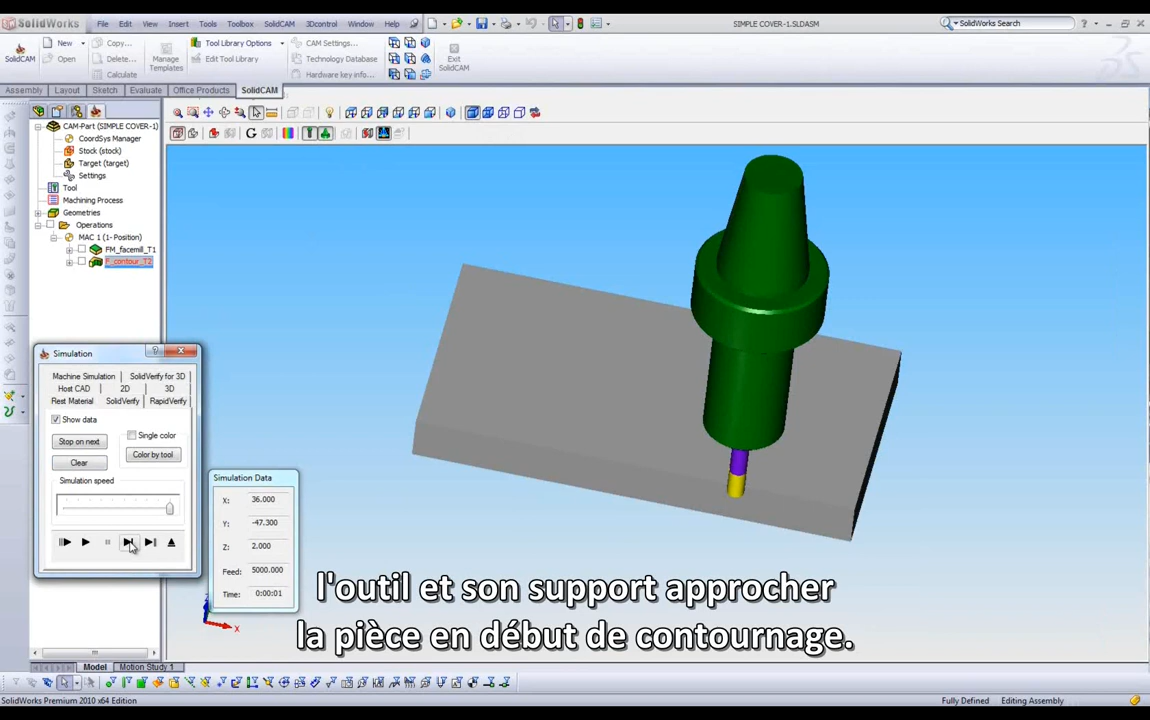 SolidWorks
File Edit View Insert Tools Toolbox SolidCAM 3Dcontrol Window Help
SIMPLE COVER-1.SLDASM
SolidWorks Search
SolidCAM
New
Open
Copy...
Delete...
Calculate
Manage Templates
Tool Library Options
Edit Tool Library
CAM Settings...
Technology Database
Hardware key info...
Exit SolidCAM
Assembly Layout Sketch Evaluate Office Products SolidCAM
CAM-Part (SIMPLE COVER-1)
CoordSys Manager
Stock (stock)
Target (target)
Settings
Tool
Machining Process
Geometries
Operations
MAC 1 (1- Position)
FM_facemill_T1
F_contour_T2
Simulation
Machine Simulation SolidVerify for 3D
Host CAD 2D 3D
Rest Material SolidVerify RapidVerify
Show data
Stop on next
Single color
Clear
Color by tool
Simulation speed
Simulation Data
X: 36.000
Y: -47.300
Z: 2.000
Feed: 5000.000
Time: 0:00:01
l'outil et son support approcher
la pièce en début de contournage.
X
Model Motion Study 1
SolidWorks Premium 2010 x64 Edition
Fully Defined Editing Assembly